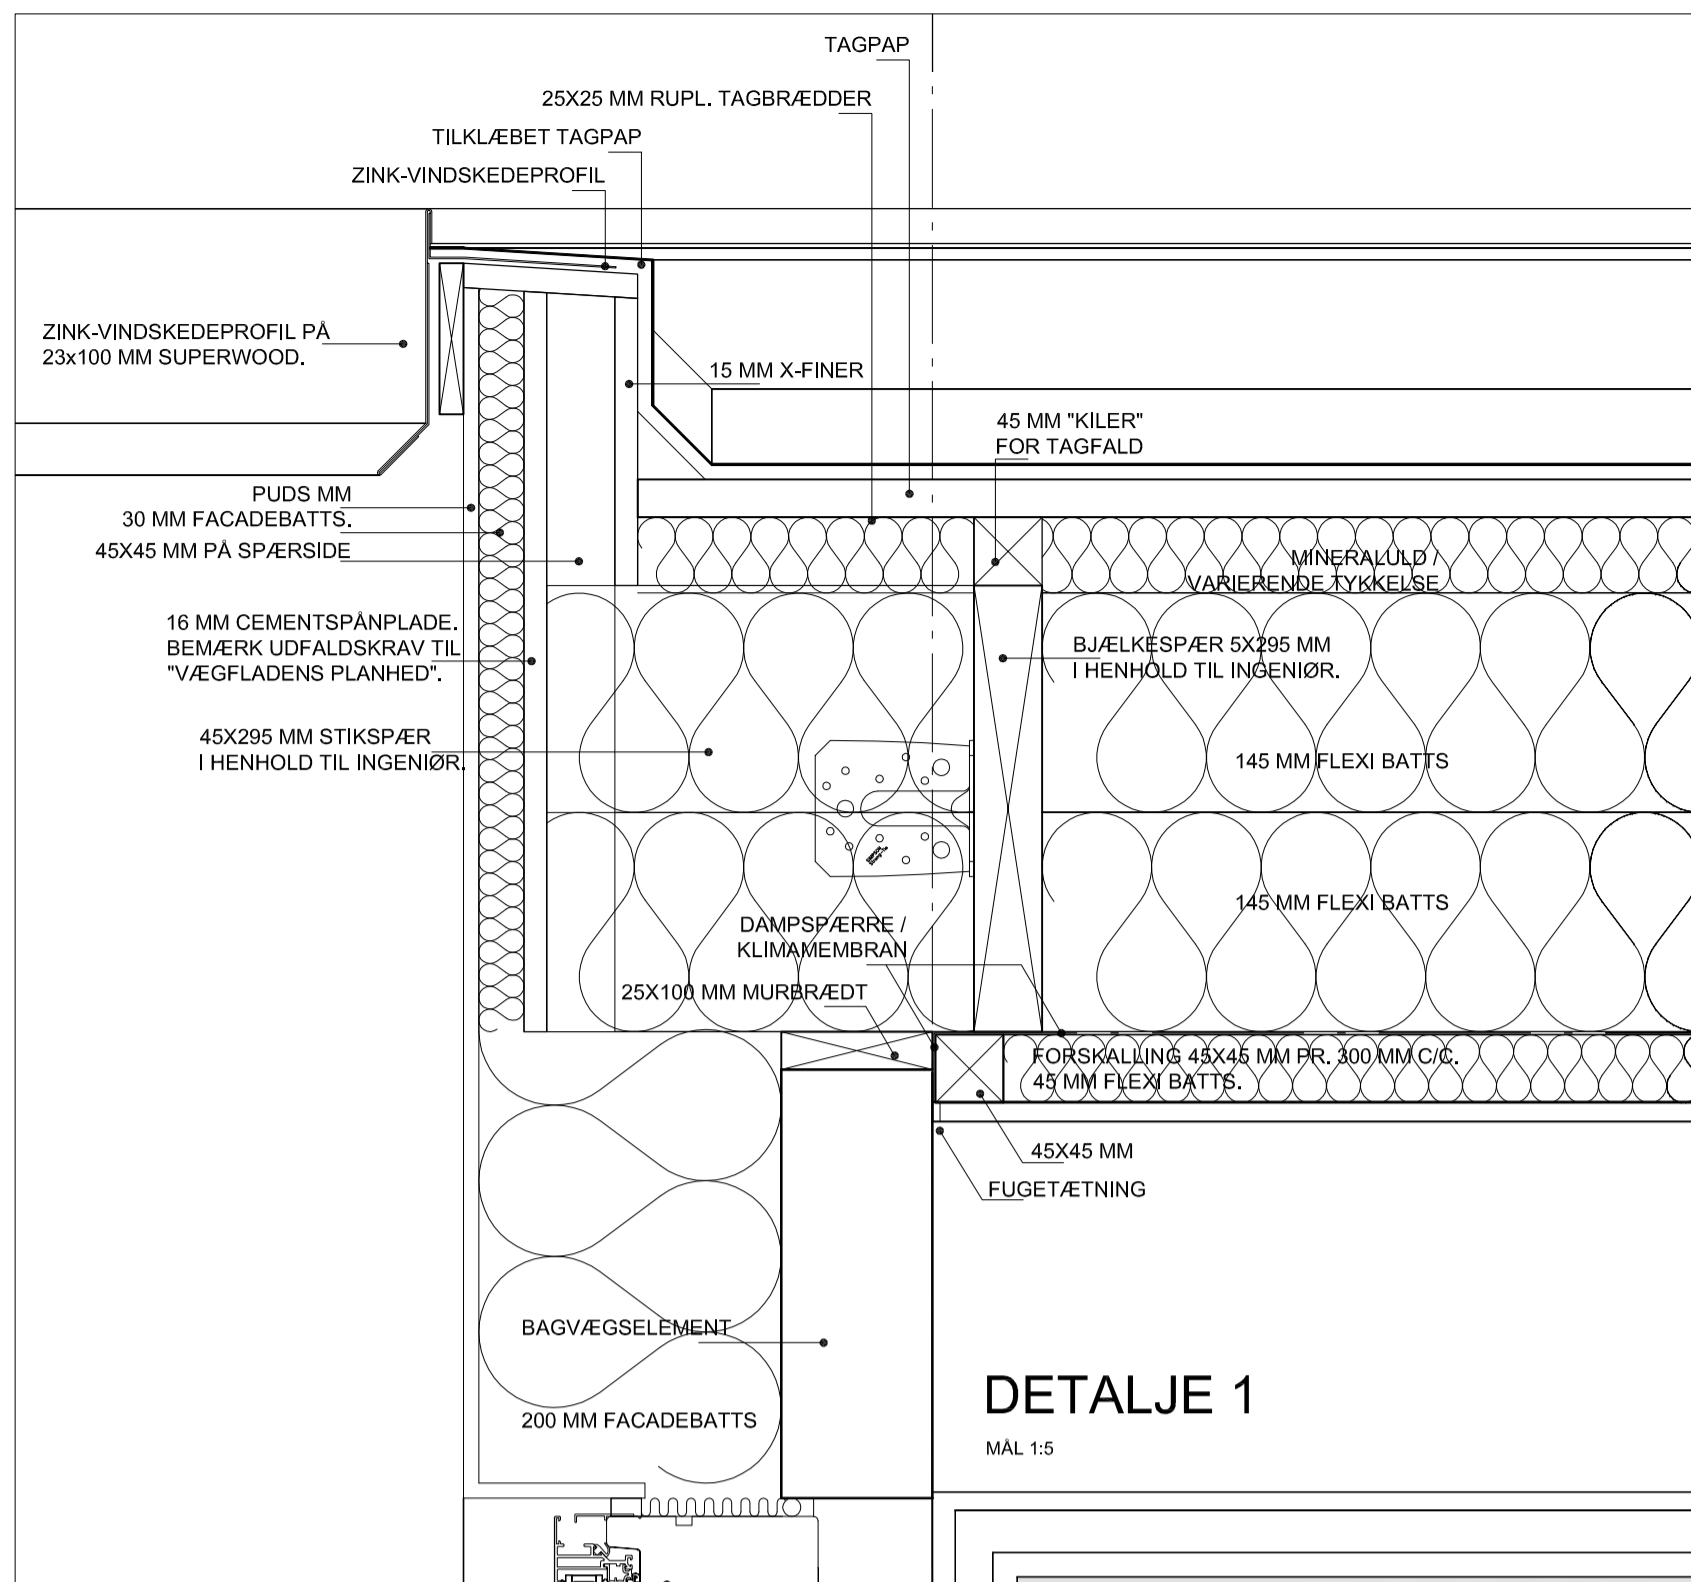 TAGPAP
25X25 MM RUPL. TAGBRÆDDER
TILKLÆBET TAGPAP
ZINK-VINDSKEDEPROFIL
ZINK-VINDSKEDEPROFIL PÅ
23x100 MM SUPERWOOD.
15 MM X-FINER
45 MM "KILER"
FOR TAGFALD
PUDS MM
30 MM FACADEBATTS.
45X45 MM PÅ SPÆRSIDE
MINERALULD /
VARIERENDE TYKKELSE
16 MM CEMENTSPÅNPLADE.
BEMÆRK UDFALDSKRAV TIL
"VÆGFLADENS PLANHED".
BJÆLKESPÆR 5X295 MM
I HENHOLD TIL INGENIØR.
45X295 MM STIKSPÆR
I HENHOLD TIL INGENIØR.
145 MM FLEXI BATTS
SIMPSON
Strong-Tie
145 MM FLEXI BATTS
DAMPSPÆRRE /
KLIMAMEMBRAN
25X100 MM MURBRÆDT
FORSKALLING 45X45 MM PR. 300 MM C/C.
45 MM FLEXI BATTS.
45X45 MM
FUGETÆTNING
BAGVÆGSELEMENT
200 MM FACADEBATTS
DETALJE 1
MÅL 1:5